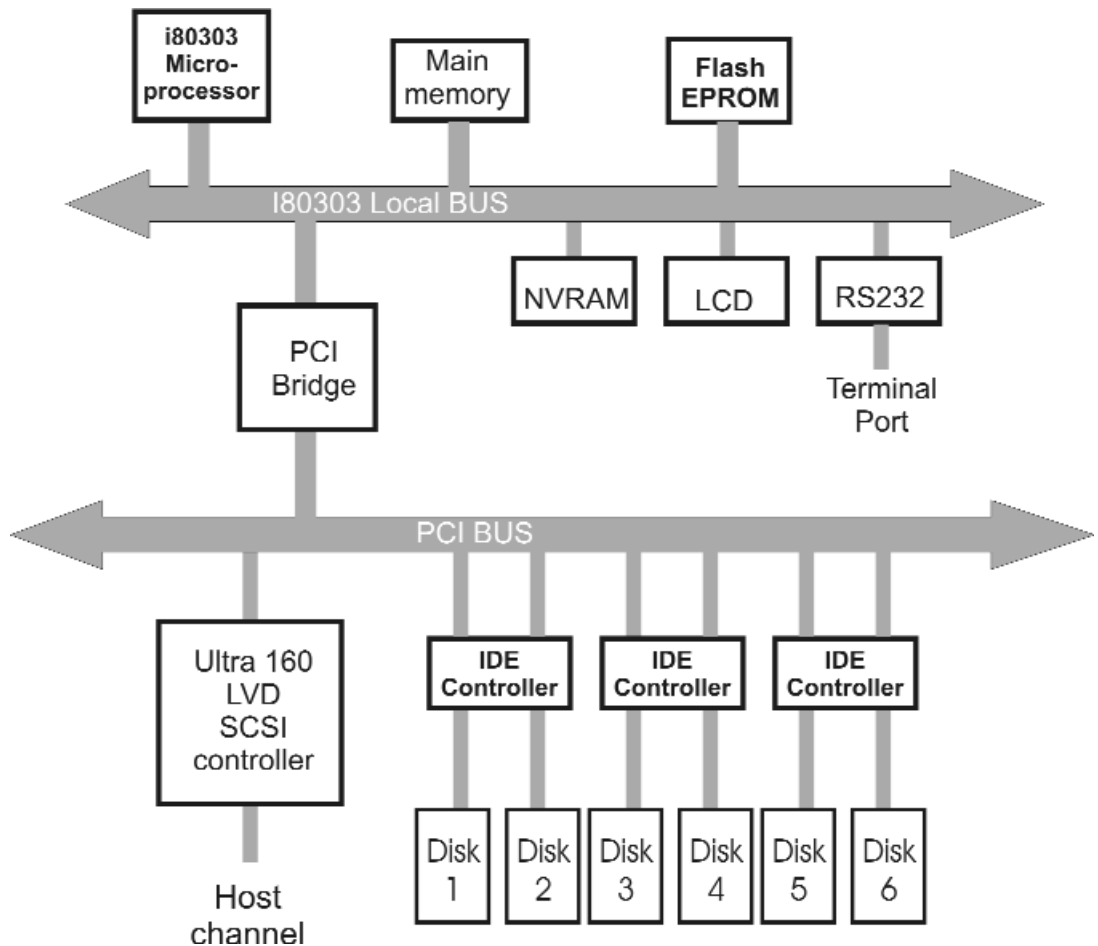 i80303
Micro-
processor
Main
memory
Flash
EPROM
I80303 Local BUS
NVRAM
LCD
RS232
PCI
Bridge
Terminal
Port
PCI BUS
Ultra 160
LVD
SCSI
controller
IDE
Controller
IDE
Controller
IDE
Controller
Disk
1
Disk
2
Disk
3
Disk
4
Disk
5
Disk
6
Host
channel